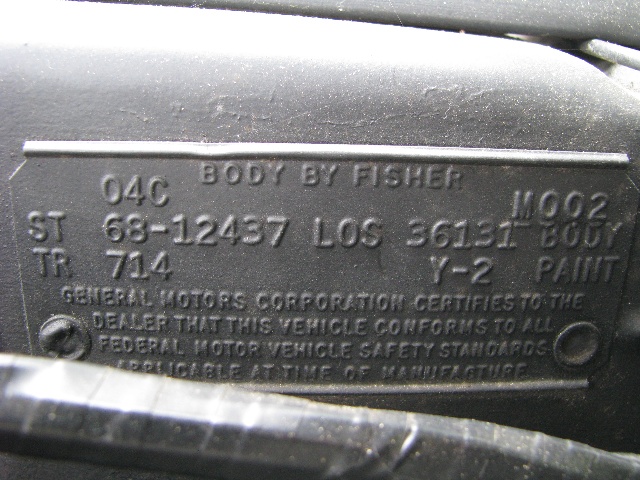 BODY BY FISHER
04C M002
ST 68-12437 LOS 36131 BODY
TR 714 Y-2 PAINT
GENERAL MOTORS CORPORATION CERTIFIES TO THE
DEALER THAT THIS VEHICLE CONFORMS TO ALL
FEDERAL MOTOR VEHICLE SAFETY STANDARDS
APPLICABLE AT TIME OF MANUFACTURE